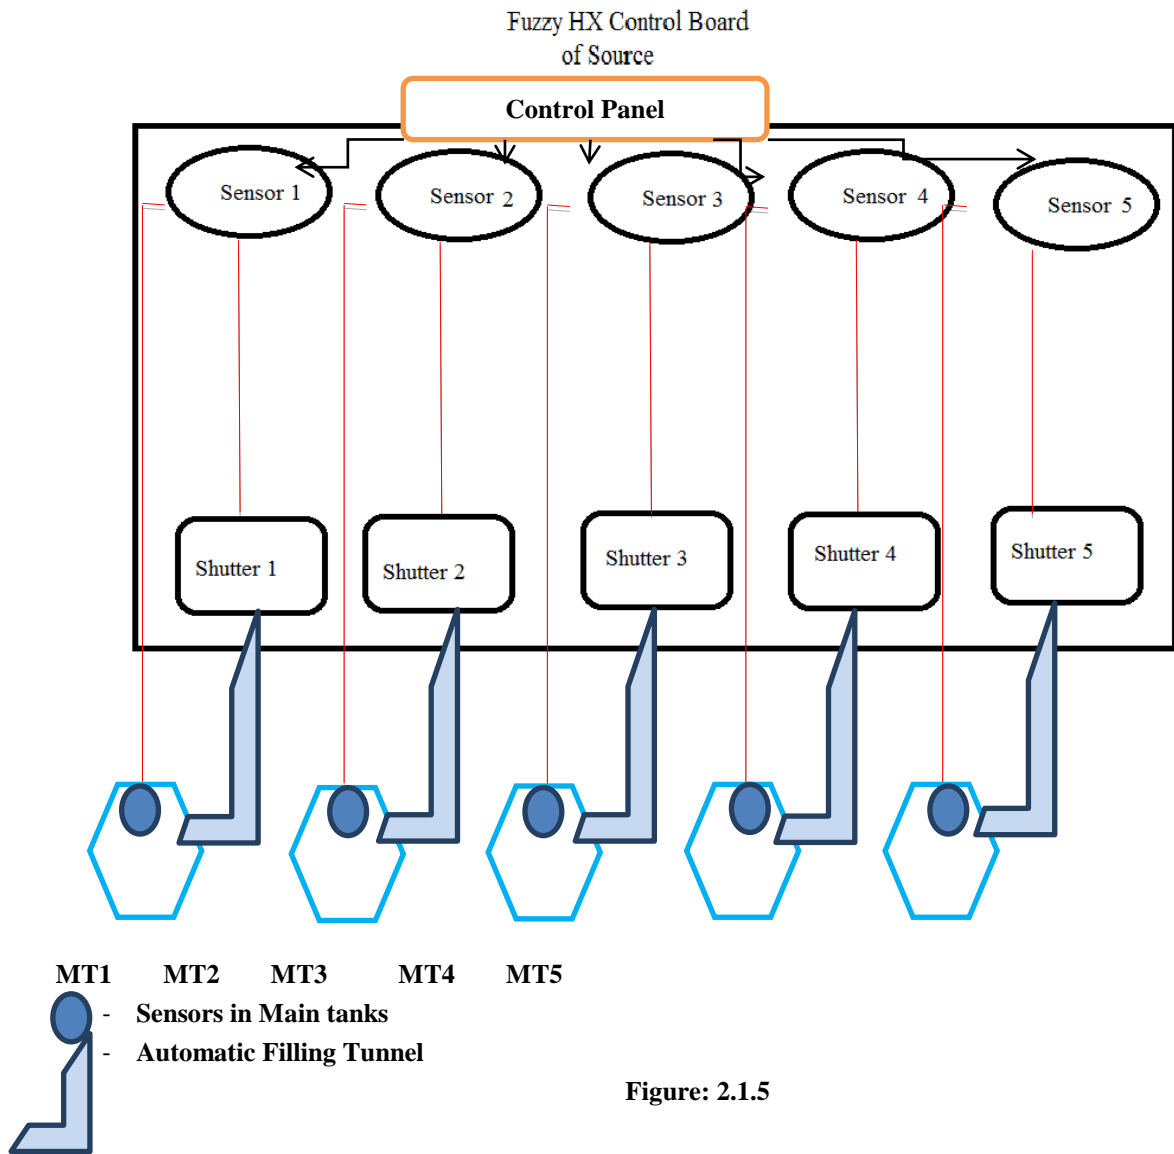 Fuzzy HX Control Board
of Source
Control Panel
Sensor 1
Sensor 2
Sensor 3
Sensor 4
Sensor 5
Shutter 1
Shutter 2
Shutter 3
Shutter 4
Shutter 5
MT1 MT2 MT3 MT4 MT5
- Sensors in Main tanks
- Automatic Filling Tunnel
Figure: 2.1.5